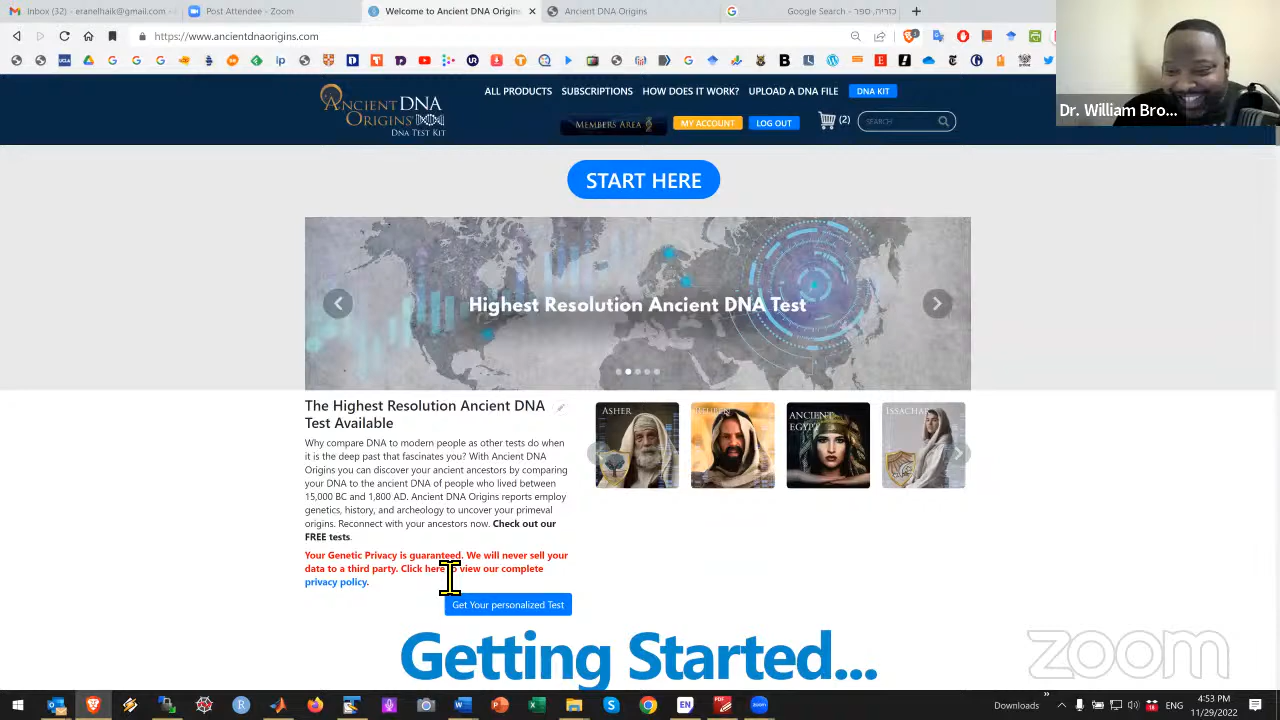 Mail: eranelhaik@gm
Post Attendee - Zoom
Welcome to Ancient DNA Origin
Ancient DNA Origins
Google Search - כורית-ספר
https://www.ancientdnaorigins.com
Ancient DNA
Origins
DNA Test Kit
ALL PRODUCTS
SUBSCRIPTIONS
HOW DOES IT WORK?
UPLOAD A DNA FILE
DNA KIT
Members Area
MY ACCOUNT
LOG OUT
(2)
SEARCH
Dr. William Bro...
START HERE
Highest Resolution Ancient DNA Test
The Highest Resolution Ancient DNA
Test Available
Why compare DNA to modern people as other tests do when
it is the deep past that fascinates you? With Ancient DNA
Origins you can discover your ancient ancestors by comparing
your DNA to the ancient DNA of people who lived between
15,000 BC and 1,800 AD. Ancient DNA Origins reports employ
genetics, history, and archeology to uncover your primeval
origins. Reconnect with your ancestors now. Check out our
FREE tests.
Your Genetic Privacy is guaranteed. We will never sell your
data to a third party. Click here to view our complete
privacy policy.
Get Your personalized Test
Asher
Reuben
Ancient
Egypt
Issachar
Getting Started...
zoom
Downloads
ENG
4:53 PM
11/29/2022